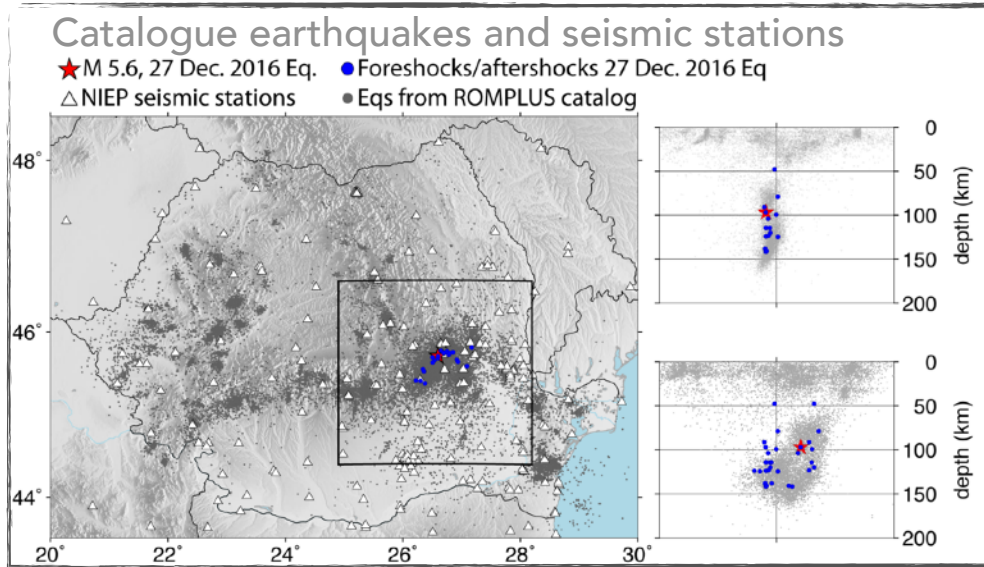 Catalogue earthquakes and seismic stations
M 5.6, 27 Dec. 2016 Eq. Foreshocks/aftershocks 27 Dec. 2016 Eq
NIEP seismic stations Eqs from ROMPLUS catalog
48°
46°
44°
20° 22° 24° 26° 28° 30°
0
50
100
150
200
depth (km)
0
50
100
150
200
depth (km)